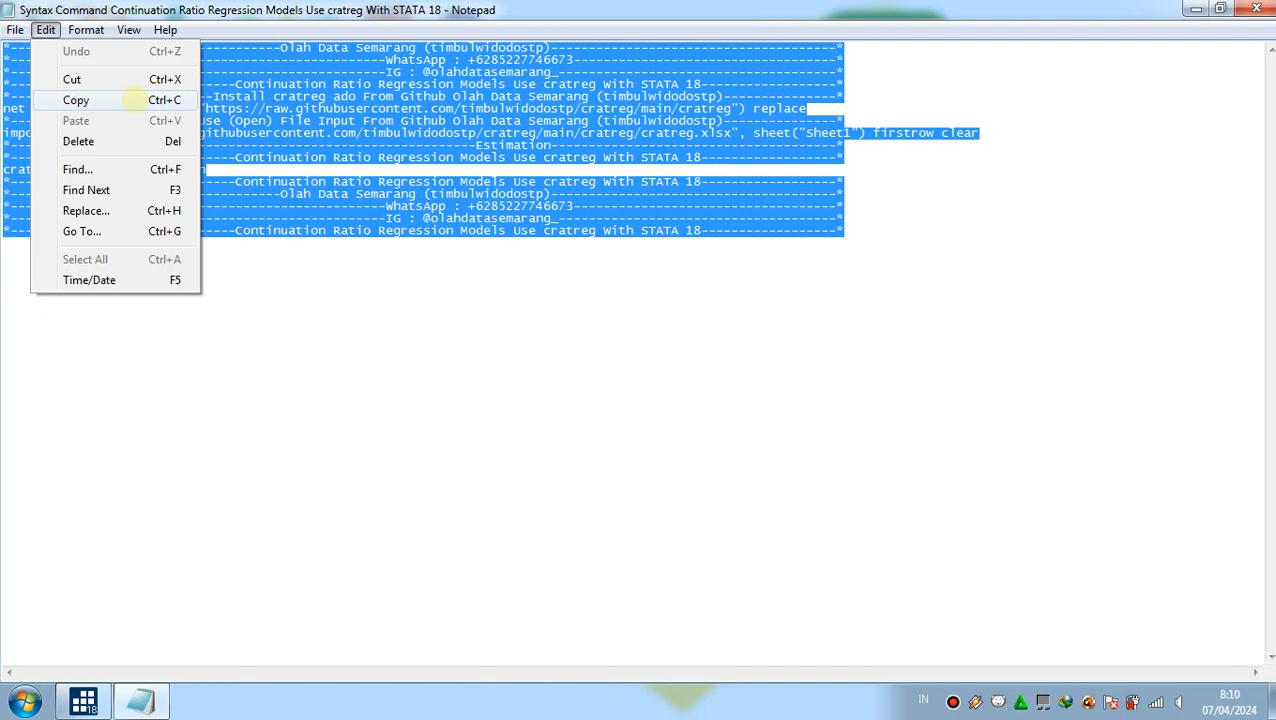 Syntax Command Continuation Ratio Regression Models Use cratreg With STATA 18 - Notepad
File Edit Format View Help
*------------------------Olah Data Semarang (timbulwidodostp)--------------------------------------*
*--------------------------------------WhatsApp : +6285227746673------------------------------------*
*--------------------------------------IG : @olahdatasemarang_--------------------------------------*
*-----Continuation Ratio Regression Models Use cratreg With STATA 18-------------------*
*---Install cratreg ado From Github Olah Data Semarang (timbulwidodostp)---------------*
net "https://raw.githubusercontent.com/timbulwidodostp/cratreg/main/cratreg") replace
*---Use (Open) File Input From Github Olah Data Semarang (timbulwidodostp)---------------*
impo githubusercontent.com/timbulwidodostp/cratreg/main/cratreg/cratreg.xlsx", sheet("Sheet1") firstrow clear
*--------------------------------------Estimation---------------------------------------*
*-----Continuation Ratio Regression Models Use cratreg With STATA 18-------------------*
crat n
*-----Continuation Ratio Regression Models Use cratreg With STATA 18-------------------*
*------------------------Olah Data Semarang (timbulwidodostp)--------------------------------------*
*--------------------------------------WhatsApp : +6285227746673------------------------------------*
*--------------------------------------IG : @olahdatasemarang_--------------------------------------*
*-----Continuation Ratio Regression Models Use cratreg With STATA 18-------------------*
Undo Ctrl+Z
Cut Ctrl+X
Copy Ctrl+C
Paste Ctrl+V
Delete Del
Find... Ctrl+F
Find Next F3
Replace... Ctrl+H
Go To... Ctrl+G
Select All Ctrl+A
Time/Date F5
18
IN
8:10
07/04/2024